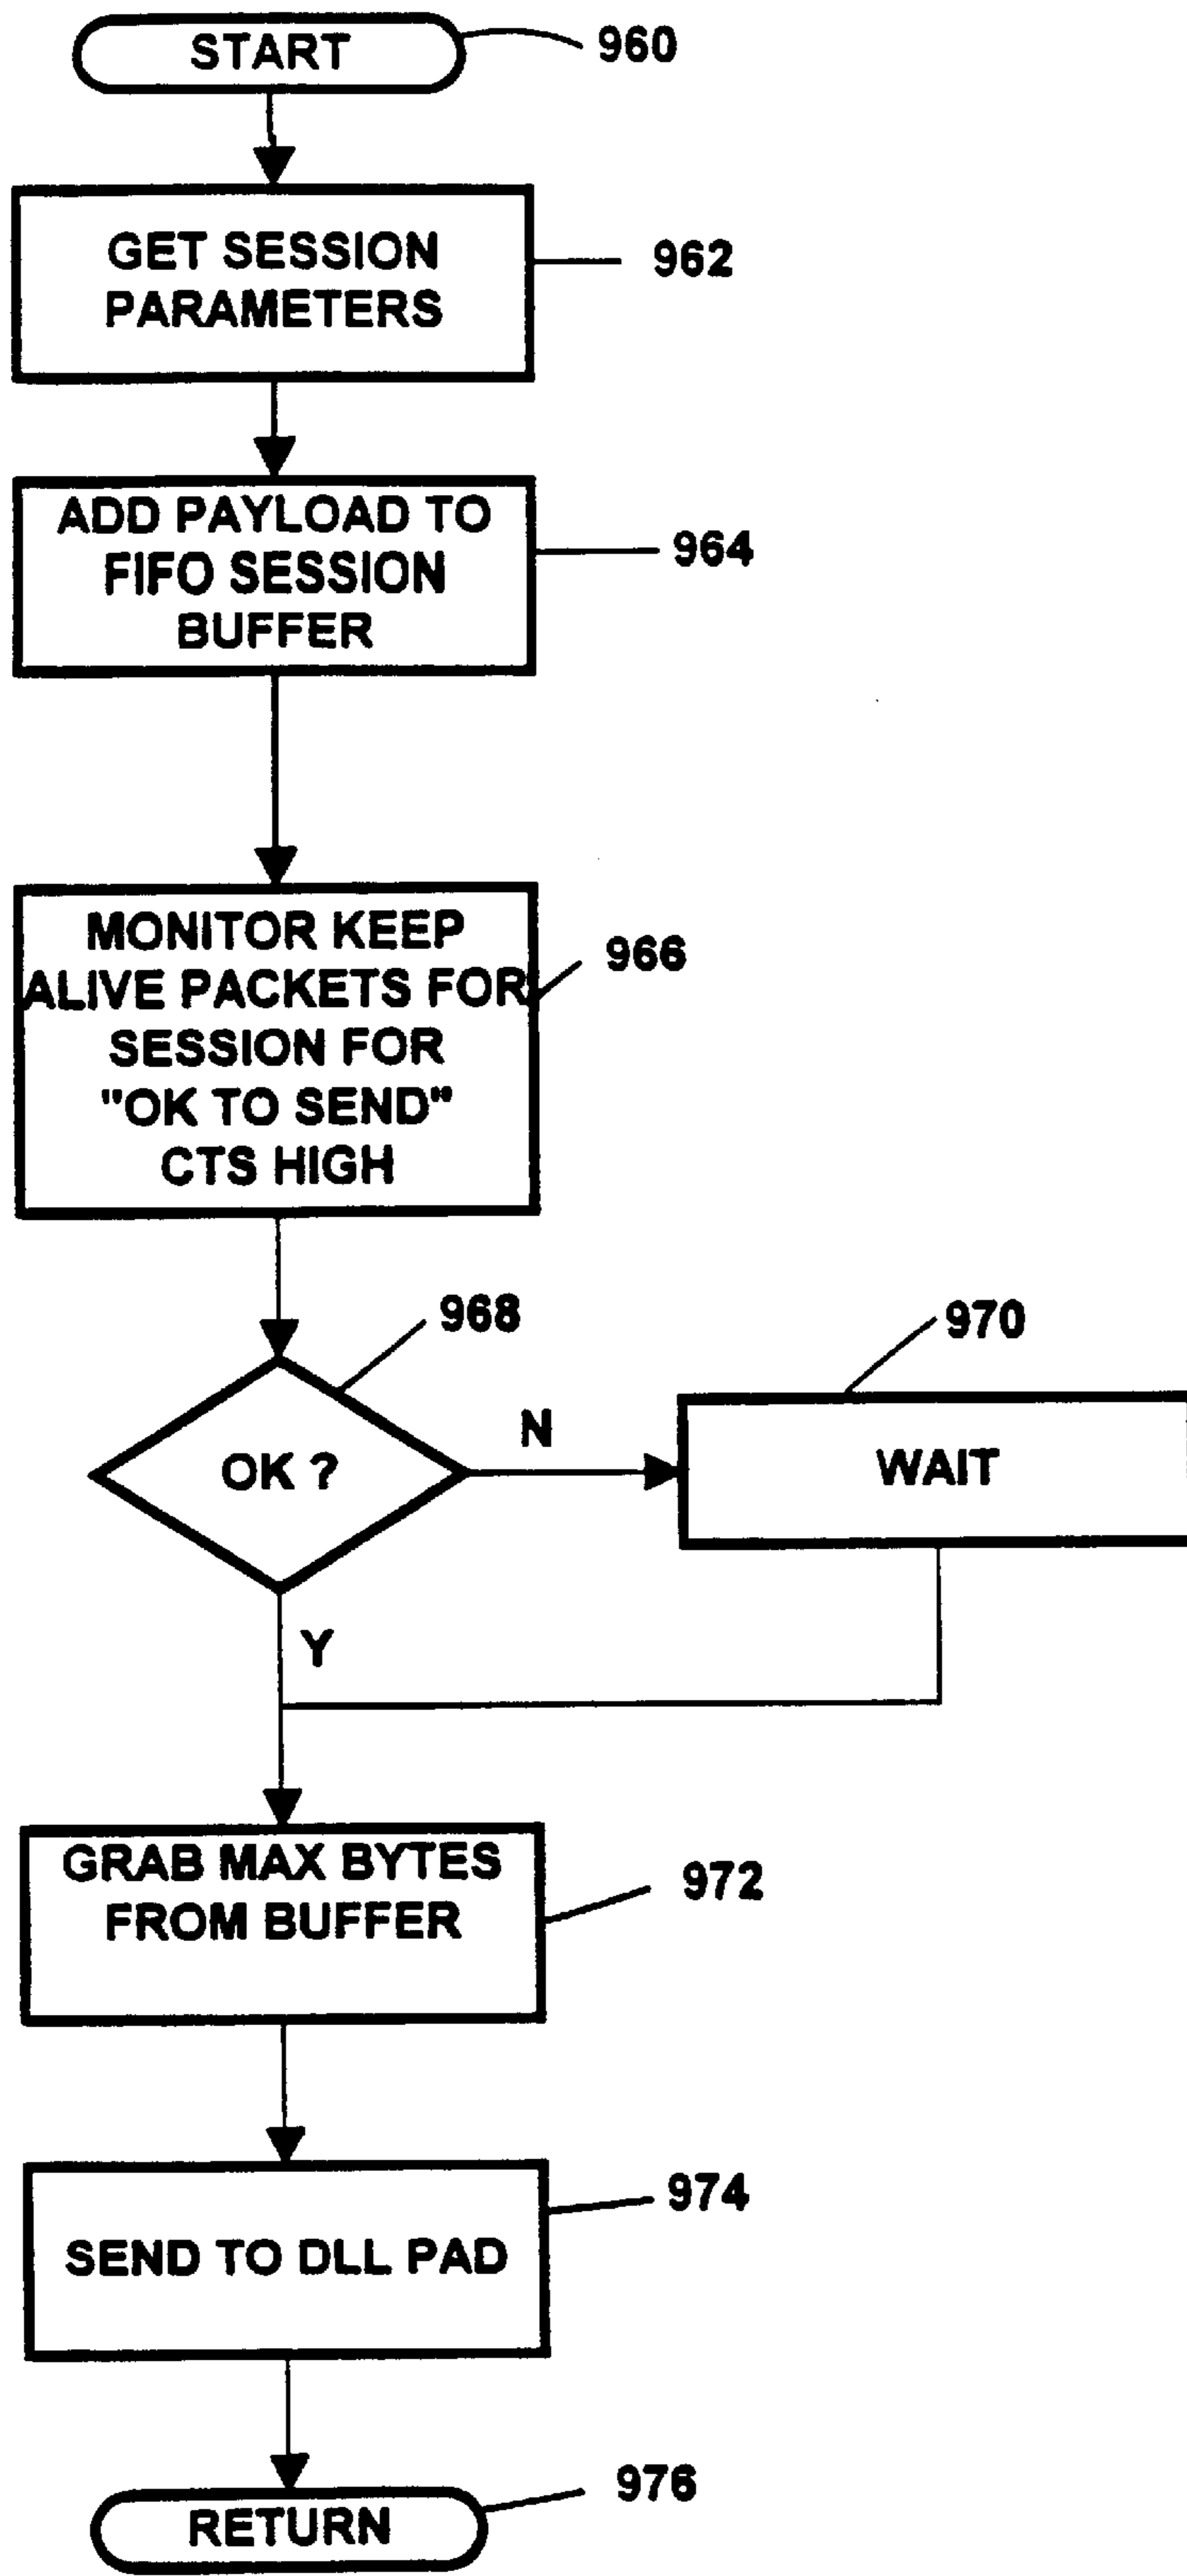 START
960
GET SESSION
PARAMETERS
962
ADD PAYLOAD TO
FIFO SESSION
BUFFER
964
MONITOR KEEP
ALIVE PACKETS FOR
SESSION FOR
"OK TO SEND"
CTS HIGH
966
968
OK ?
N
970
WAIT
Y
GRAB MAX BYTES
FROM BUFFER
972
SEND TO DLL PAD
974
RETURN
976